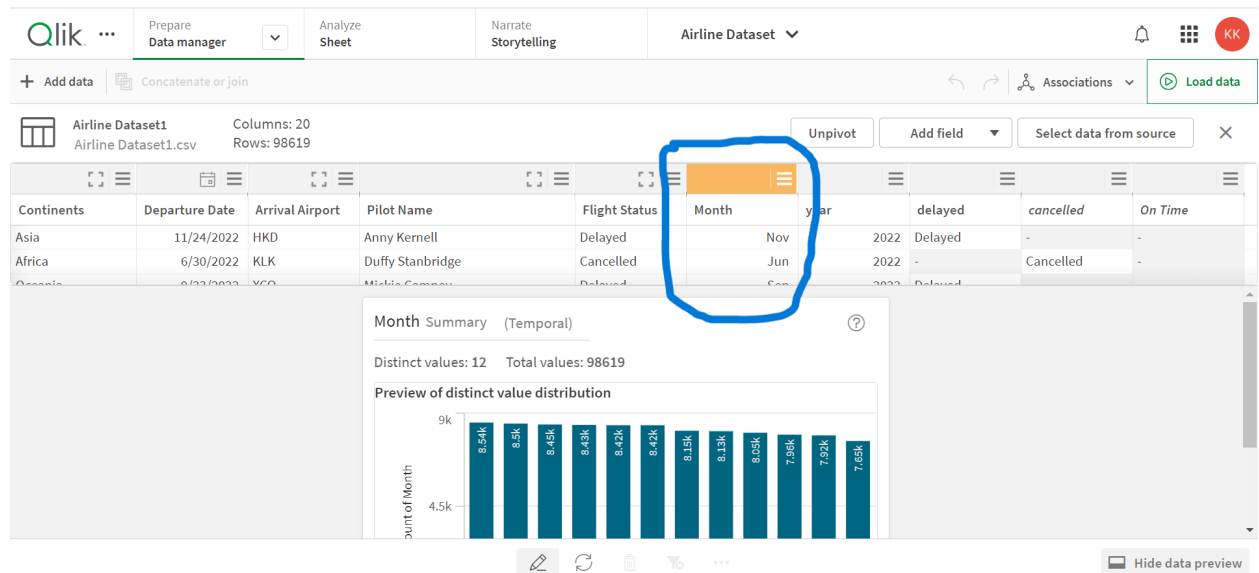 Qlik
Prepare
Data manager
Analyze
Sheet
Narrate
Storytelling
Airline Dataset
KK
Add data
Concatenate or join
Associations
Load data
Airline Dataset1
Airline Dataset1.csv
Columns: 20
Rows: 98619
Unpivot
Add field
Select data from source
Continents Departure Date Arrival Airport Pilot Name Flight Status Month year delayed cancelled On Time
Asia 11/24/2022 HKD Anny Kernell Delayed Nov 2022 Delayed - -
Africa 6/30/2022 KLK Duffy Stanbridge Cancelled Jun 2022 - Cancelled -
Month Summary (Temporal)
Distinct values: 12 Total values: 98619
Preview of distinct value distribution
9k
8.54k 8.5k 8.45k 8.43k 8.42k 8.42k 8.15k 8.13k 8.05k 7.96k 7.92k 7.65k
4.5k
of Month
Hide data preview